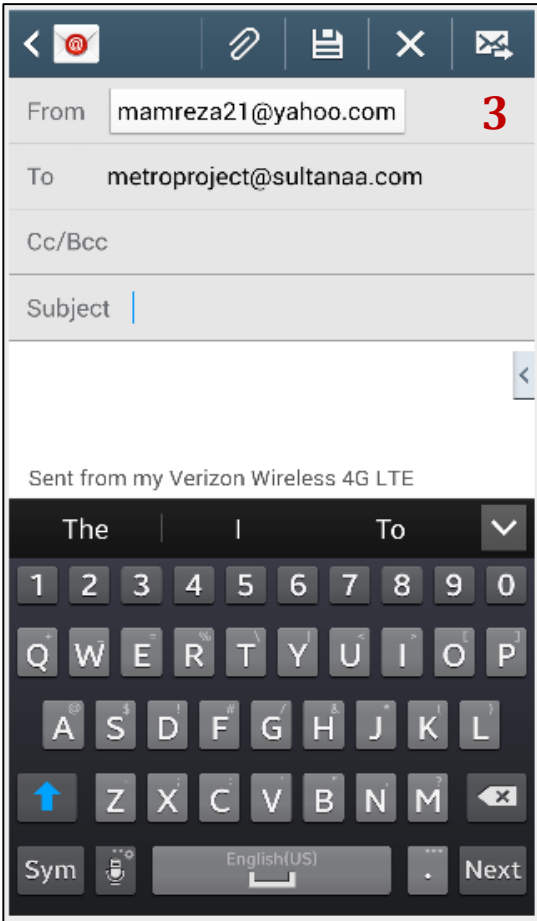 @
From mamreza21@yahoo.com 3
To metroproject@sultanaa.com
Cc/Bcc
Subject
Sent from my Verizon Wireless 4G LTE
The I To
1 2 3 4 5 6 7 8 9 0
Q W E R T Y U I O P
A S D F G H J K L
Z X C V B N M
Sym English(US) . Next